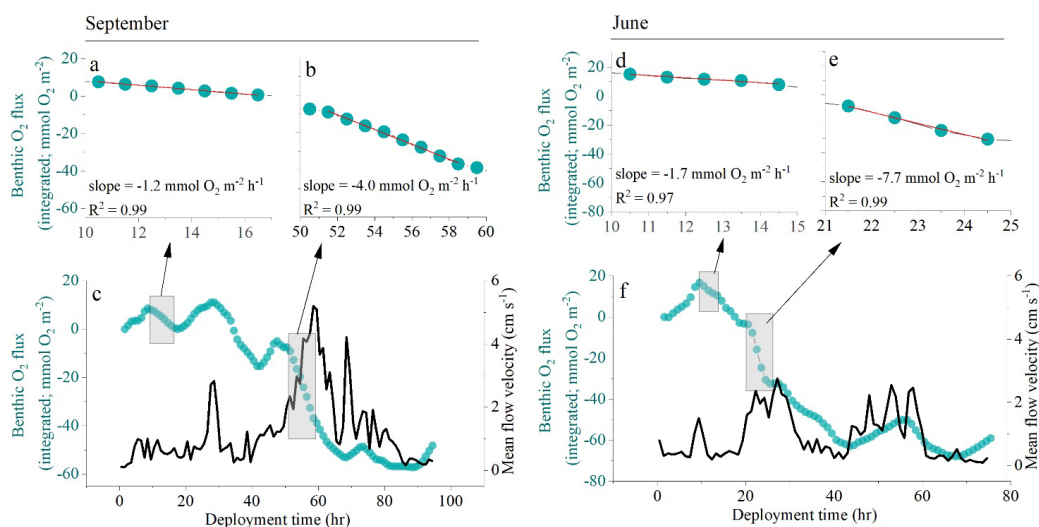 September
June
a
b
d
e
Benthic O2 flux
(integrated; mmol O2 m-2)
20
0
-20
-40
-60
slope = -1.2 mmol O2 m-2 h-1
R2 = 0.99
slope = -4.0 mmol O2 m-2 h-1
R2 = 0.99
10 12 14 16
50 52 54 56 58 60
Benthic O2 flux
(integrated; mmol O2 m-2)
20
0
-20
-40
-60
-80
slope = -1.7 mmol O2 m-2 h-1
R2 = 0.97
slope = -7.7 mmol O2 m-2 h-1
R2 = 0.99
10 11 12 13 14 15
21 22 23 24 25
c
Benthic O2 flux
(integrated; mmol O2 m-2)
20
0
-20
-40
-60
0 20 40 60 80 100
Deployment time (hr)
6
5
4
3
2
1
0
Mean flow velocity (cm s-1)
f
Benthic O2 flux
(integrated; mmol O2 m-2)
20
0
-20
-40
-60
-80
0 20 40 60 80
Deployment time (hr)
6
5
4
3
2
1
0
Mean flow velocity (cm s-1)